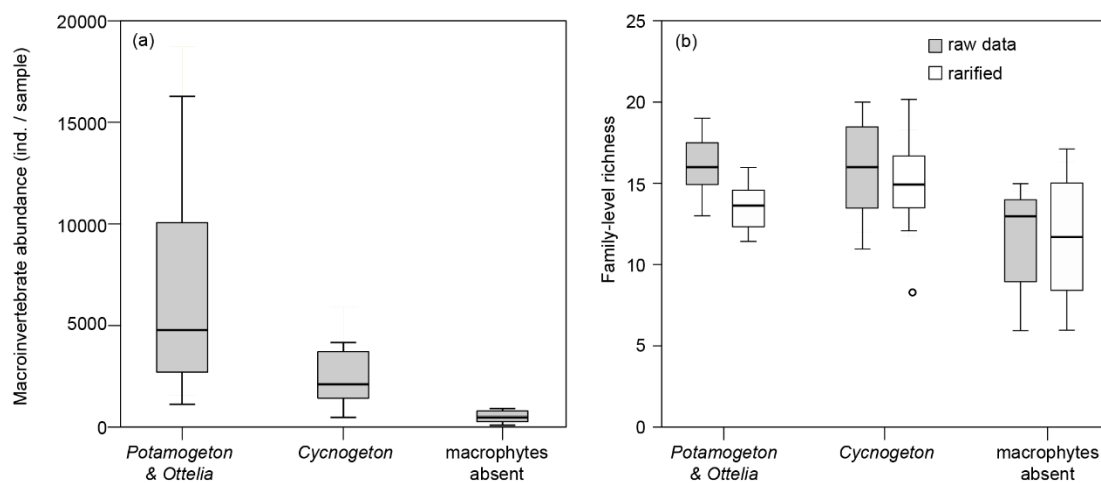 (a)
Macroinvertebrate abundance (ind. / sample)
20000
15000
10000
5000
0
Potamogeton
& Ottelia
Cycnogeton
macrophytes
absent
(b)
raw data
rarified
Family-level richness
25
20
15
10
5
0
Potamogeton
& Ottelia
Cycnogeton
macrophytes
absent